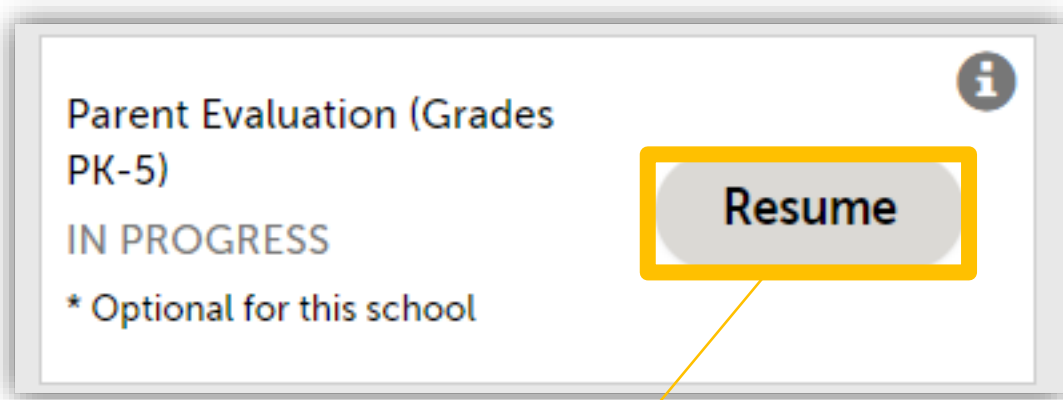 Parent Evaluation (Grades
PK-5)
Resume
IN PROGRESS
* Optional for this school